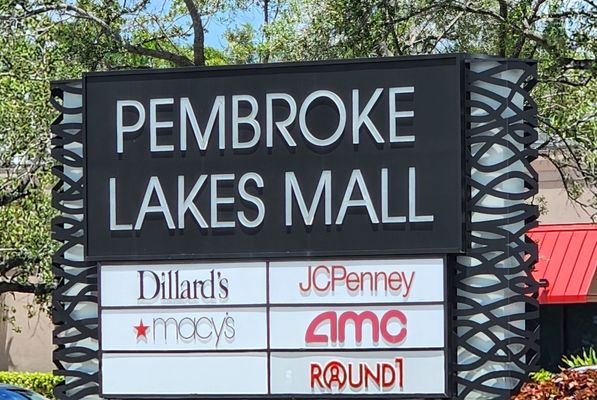 PEMBROKE
LAKES MALL
Dillard's JCPenney
macy's amc
ROUND1